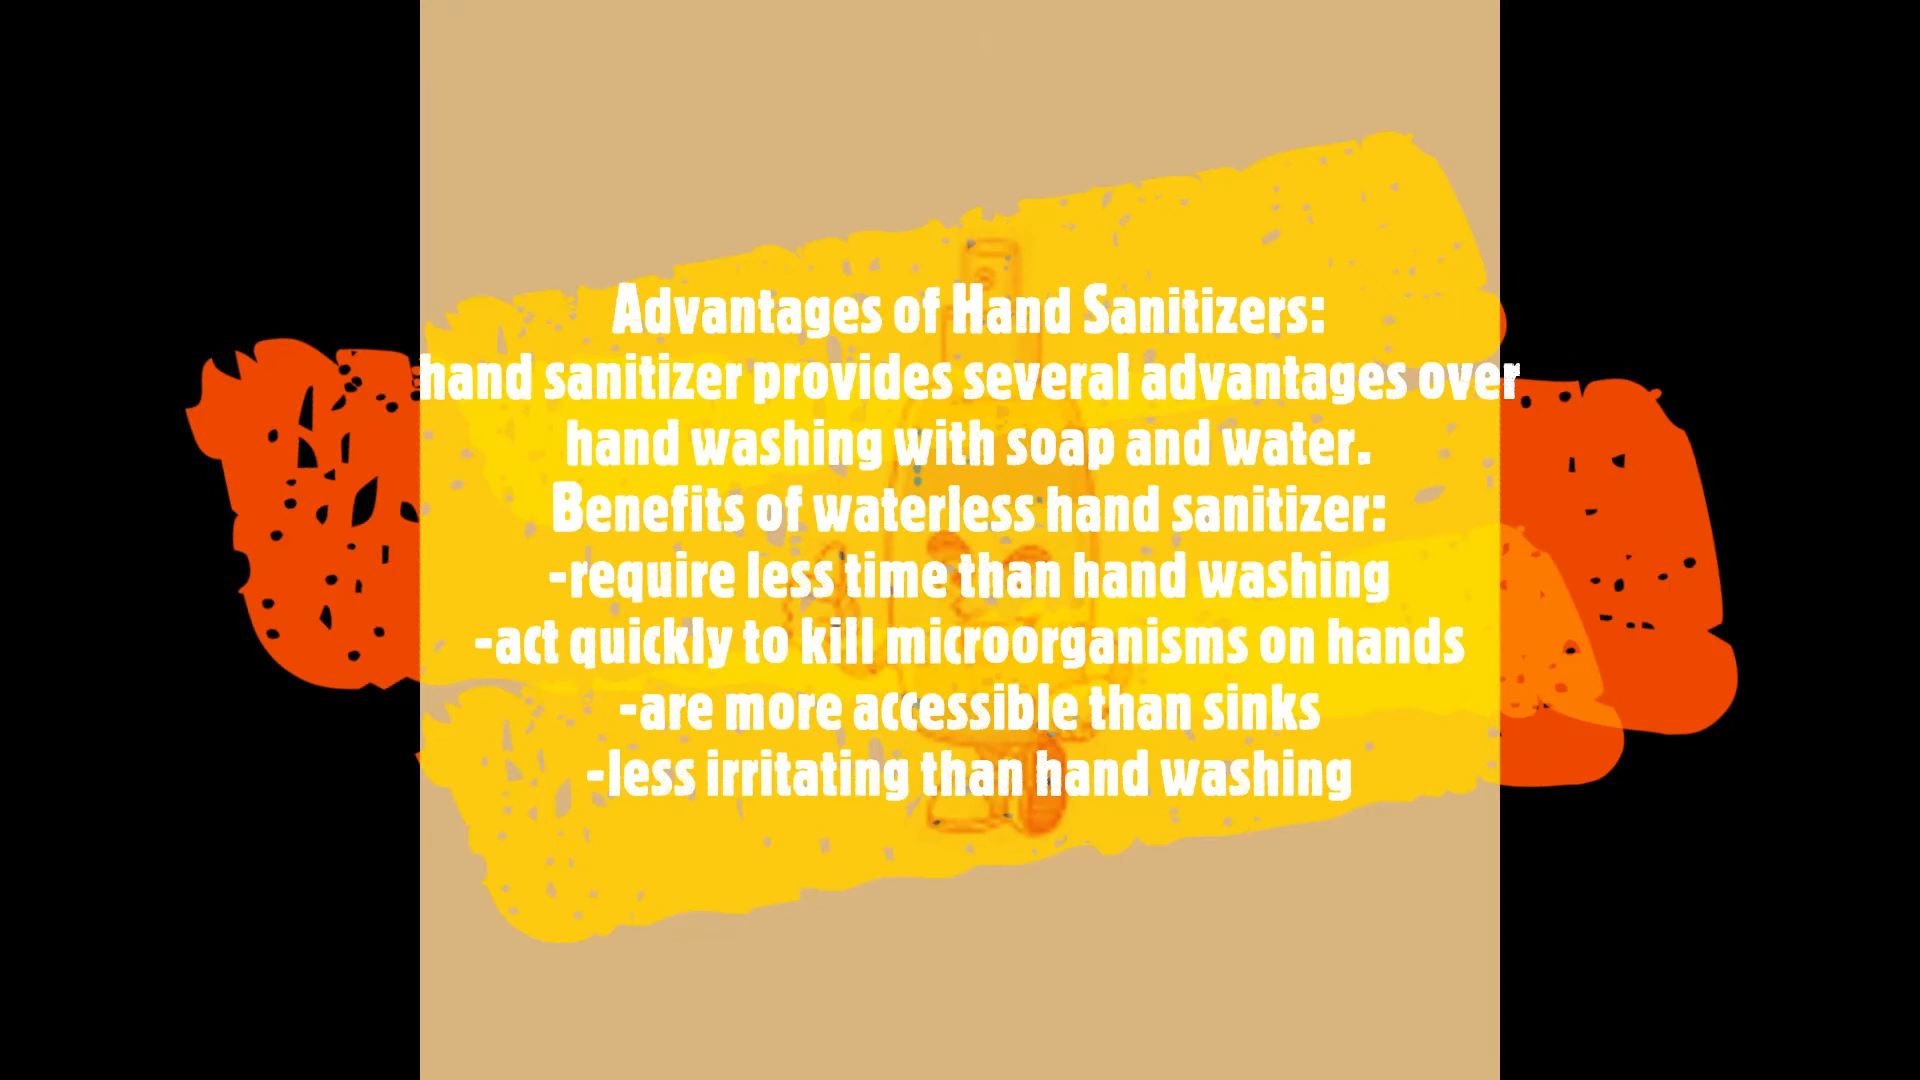 Advantages of Hand Sanitizers:
hand sanitizer provides several advantages over
hand washing with soap and water.
Benefits of waterless hand sanitizer:
-require less time than hand washing
-act quickly to kill microorganisms on hands
-are more accessible than sinks
-less irritating than hand washing